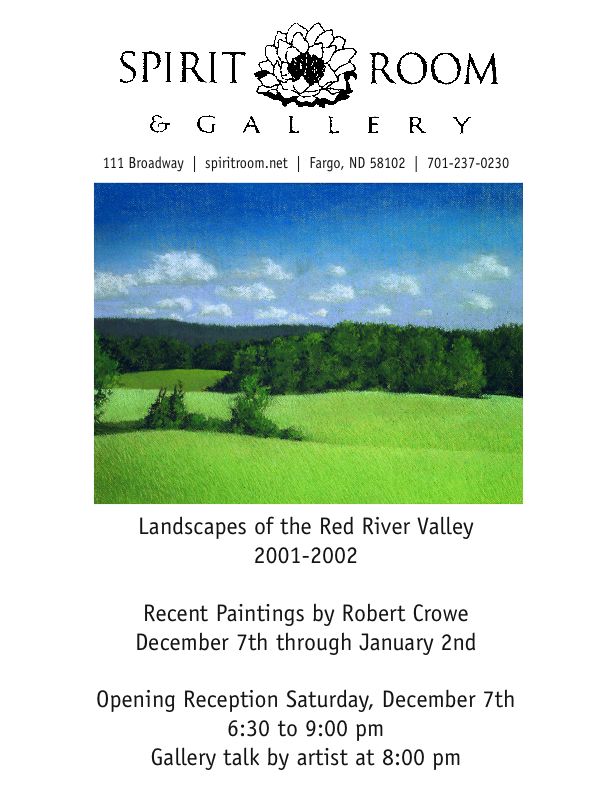 SPIRIT ROOM
& GALLERY
111 Broadway | spiritroom.net | Fargo, ND 58102 | 701-237-0230
Landscapes of the Red River Valley
2001-2002
Recent Paintings by Robert Crowe
December 7th through January 2nd
Opening Reception Saturday, December 7th
6:30 to 9:00 pm
Gallery talk by artist at 8:00 pm